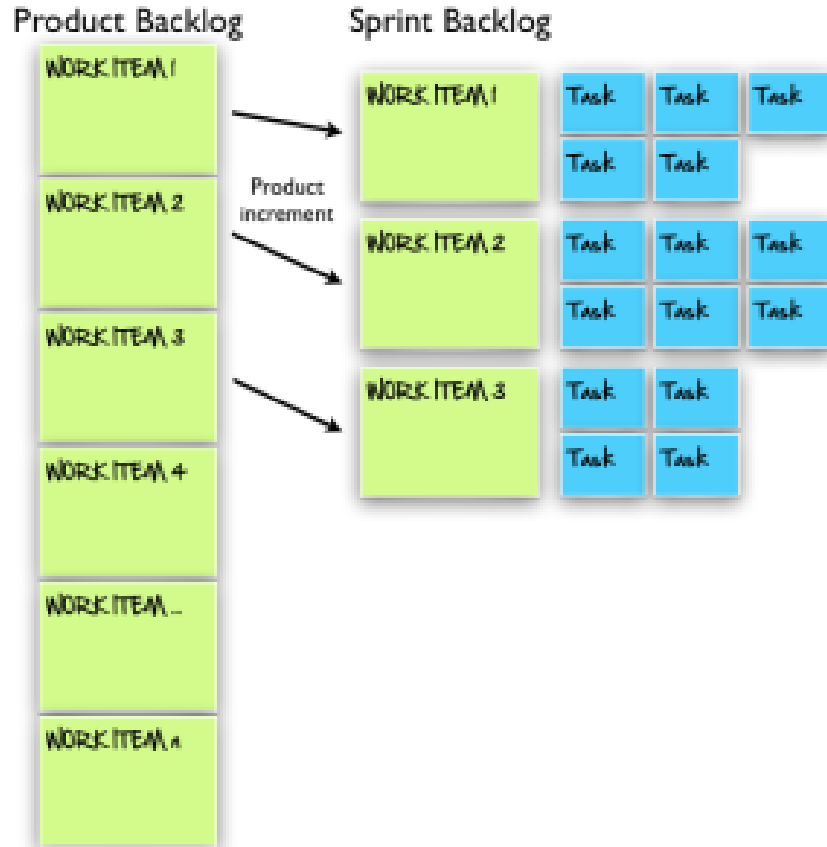 Product Backlog
Sprint Backlog
WORK ITEM 1
WORK ITEM 2
WORK ITEM 3
WORK ITEM 4
WORK ITEM ...
WORK ITEM n
Product
increment
WORK ITEM 1
Task Task Task
Task Task
WORK ITEM 2
Task Task Task
Task Task Task
WORK ITEM 3
Task Task
Task Task